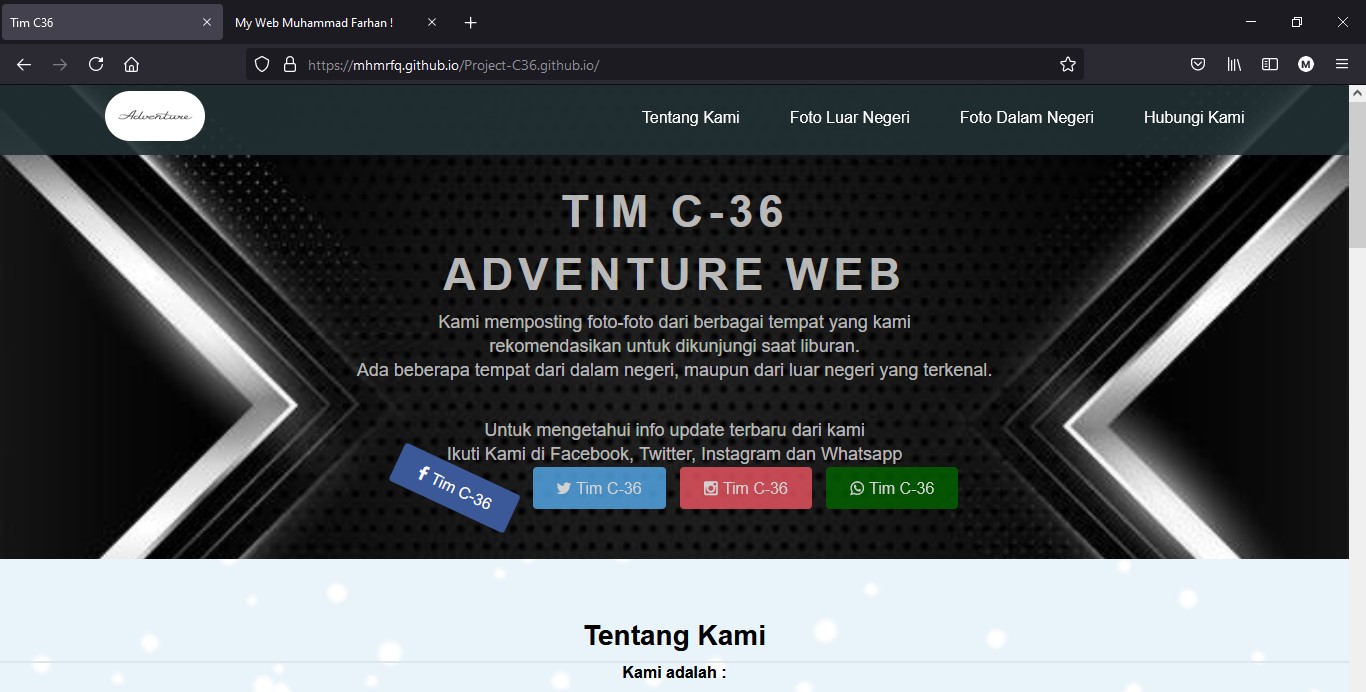 Tim C36
My Web Muhammad Farhan !
https://mhmrfq.github.io/Project-C36.github.io/
M
Adventure
Tentang Kami
Foto Luar Negeri
Foto Dalam Negeri
Hubungi Kami
TIM C-36
ADVENTURE WEB
Kami memposting foto-foto dari berbagai tempat yang kami
rekomendasikan untuk dikunjungi saat liburan.
Ada beberapa tempat dari dalam negeri, maupun dari luar negeri yang terkenal.
Untuk mengetahui info update terbaru dari kami
Ikuti Kami di Facebook, Twitter, Instagram dan Whatsapp
Tim C-36
Tim C-36
Tim C-36
Tim C-36
Tentang Kami
Kami adalah :